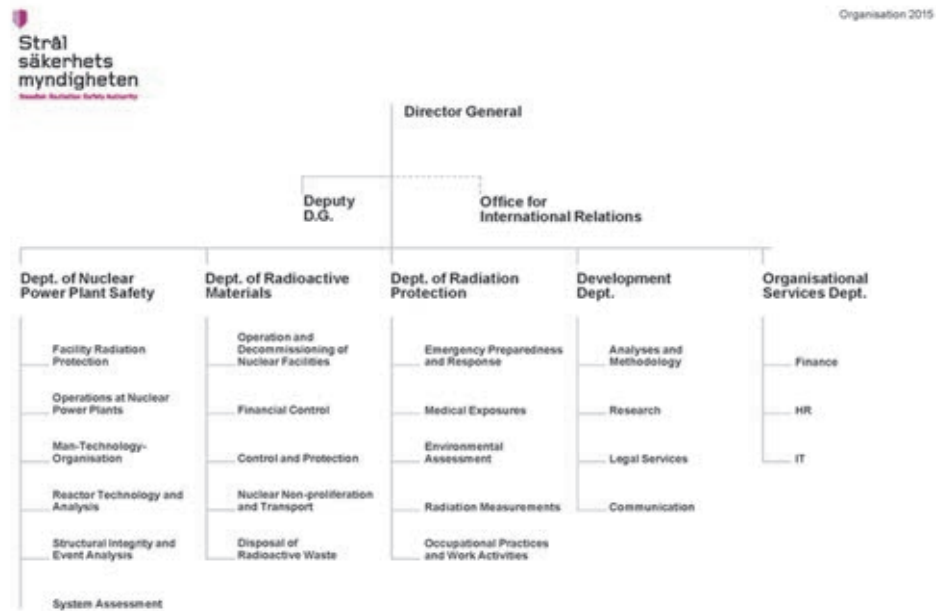 Organisation 2015
Strål
säkerhets
myndigheten
Swedish Radiation Safety Authority
Director General
Deputy
D.G.
Office for
International Relations
Dept. of Nuclear
Power Plant Safety
Facility Radiation
Protection
Operations at Nuclear
Power Plants
Man-Technology-
Organisation
Reactor Technology and
Analysis
Structural Integrity and
Event Analysis
System Assessment
Dept. of Radioactive
Materials
Operation and
Decommissioning of
Nuclear Facilities
Financial Control
Control and Protection
Nuclear Non-proliferation
and Transport
Disposal of
Radioactive Waste
Dept. of Radiation
Protection
Emergency Preparedness
and Response
Medical Exposures
Environmental
Assessment
Radiation Measurements
Occupational Practices
and Work Activities
Development
Dept.
Analyses and
Methodology
Research
Legal Services
Communication
Organisational
Services Dept.
Finance
HR
IT